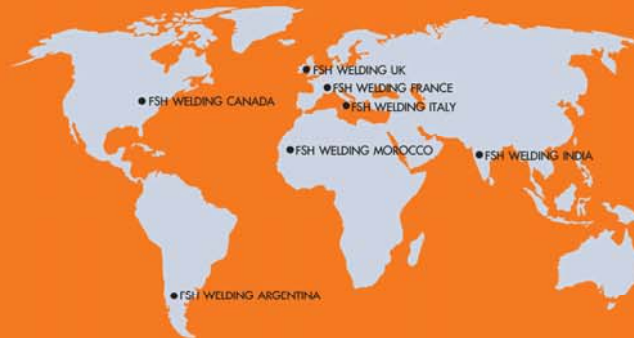 FSH WELDING UK
FSH WELDING FRANCE
FSH WELDING CANADA
FSH WELDING ITALY
FSH WELDING MOROCCO
FSH WELDING INDIA
FSH WELDING ARGENTINA